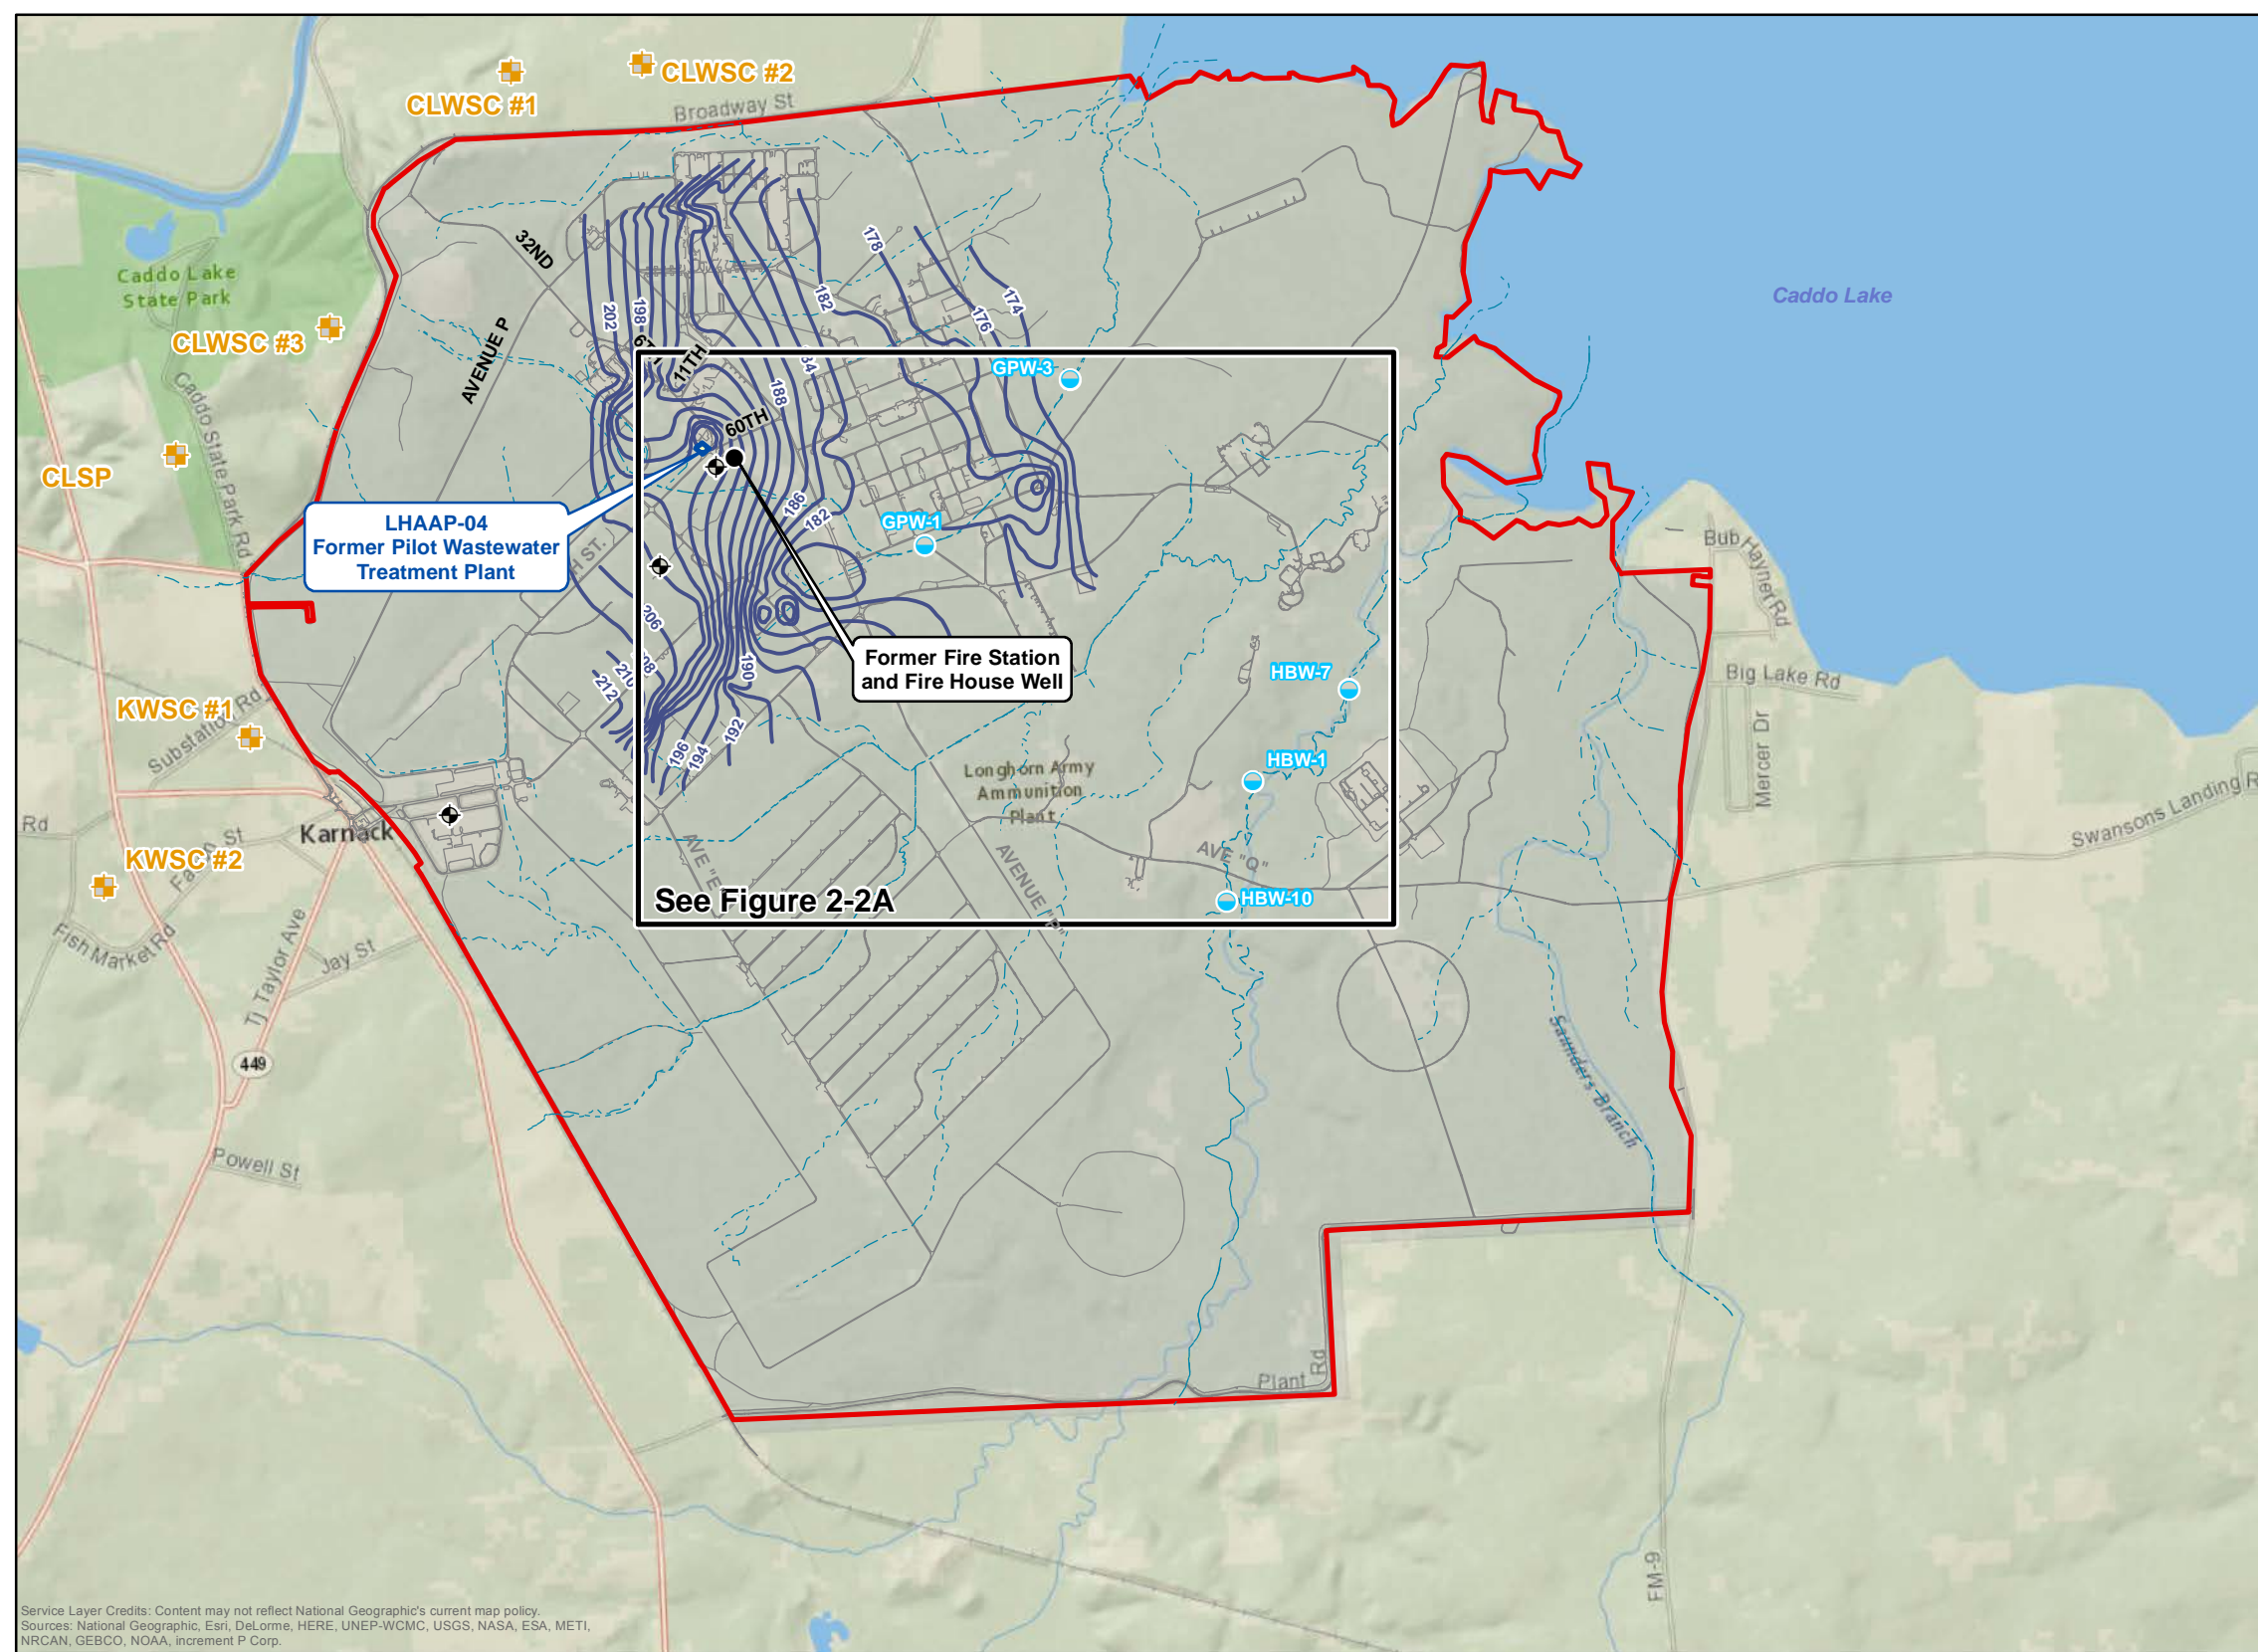 CLWSC #1
CLWSC #2
Broadway St
Caddo Lake
State Park
CLWSC #3
Caddo State Park Rd
CLSP
32ND
AVENUE P
202
198
11TH
60TH
188
182
178
176
174
186
182
Caddo Lake
GPW-3
GPW-1
LHAAP-04
Former Pilot Wastewater
Treatment Plant
H ST.
206
210
212
190
196
194
192
Former Fire Station
and Fire House Well
HBW-7
HBW-1
HBW-10
Longhorn Army
Ammunition
Plant
AVENUE "P"
AVE "Q"
See Figure 2-2A
KWSC #1
Substation Rd
Karnack
KWSC #2
Rd
Fish Market Rd
Tj Taylor Ave
Jay St
449
Powell St
Bub Hayner Rd
Big Lake Rd
Mercer Dr
Swansons Landing R
Saunders Branch
Plant Rd
FM-9
Service Layer Credits: Content may not reflect National Geographic's current map policy.
Sources: National Geographic, Esri, DeLorme, HERE, UNEP-WCMC, USGS, NASA, ESA, METI,
NRCAN, GEBCO, NOAA, increment P Corp.